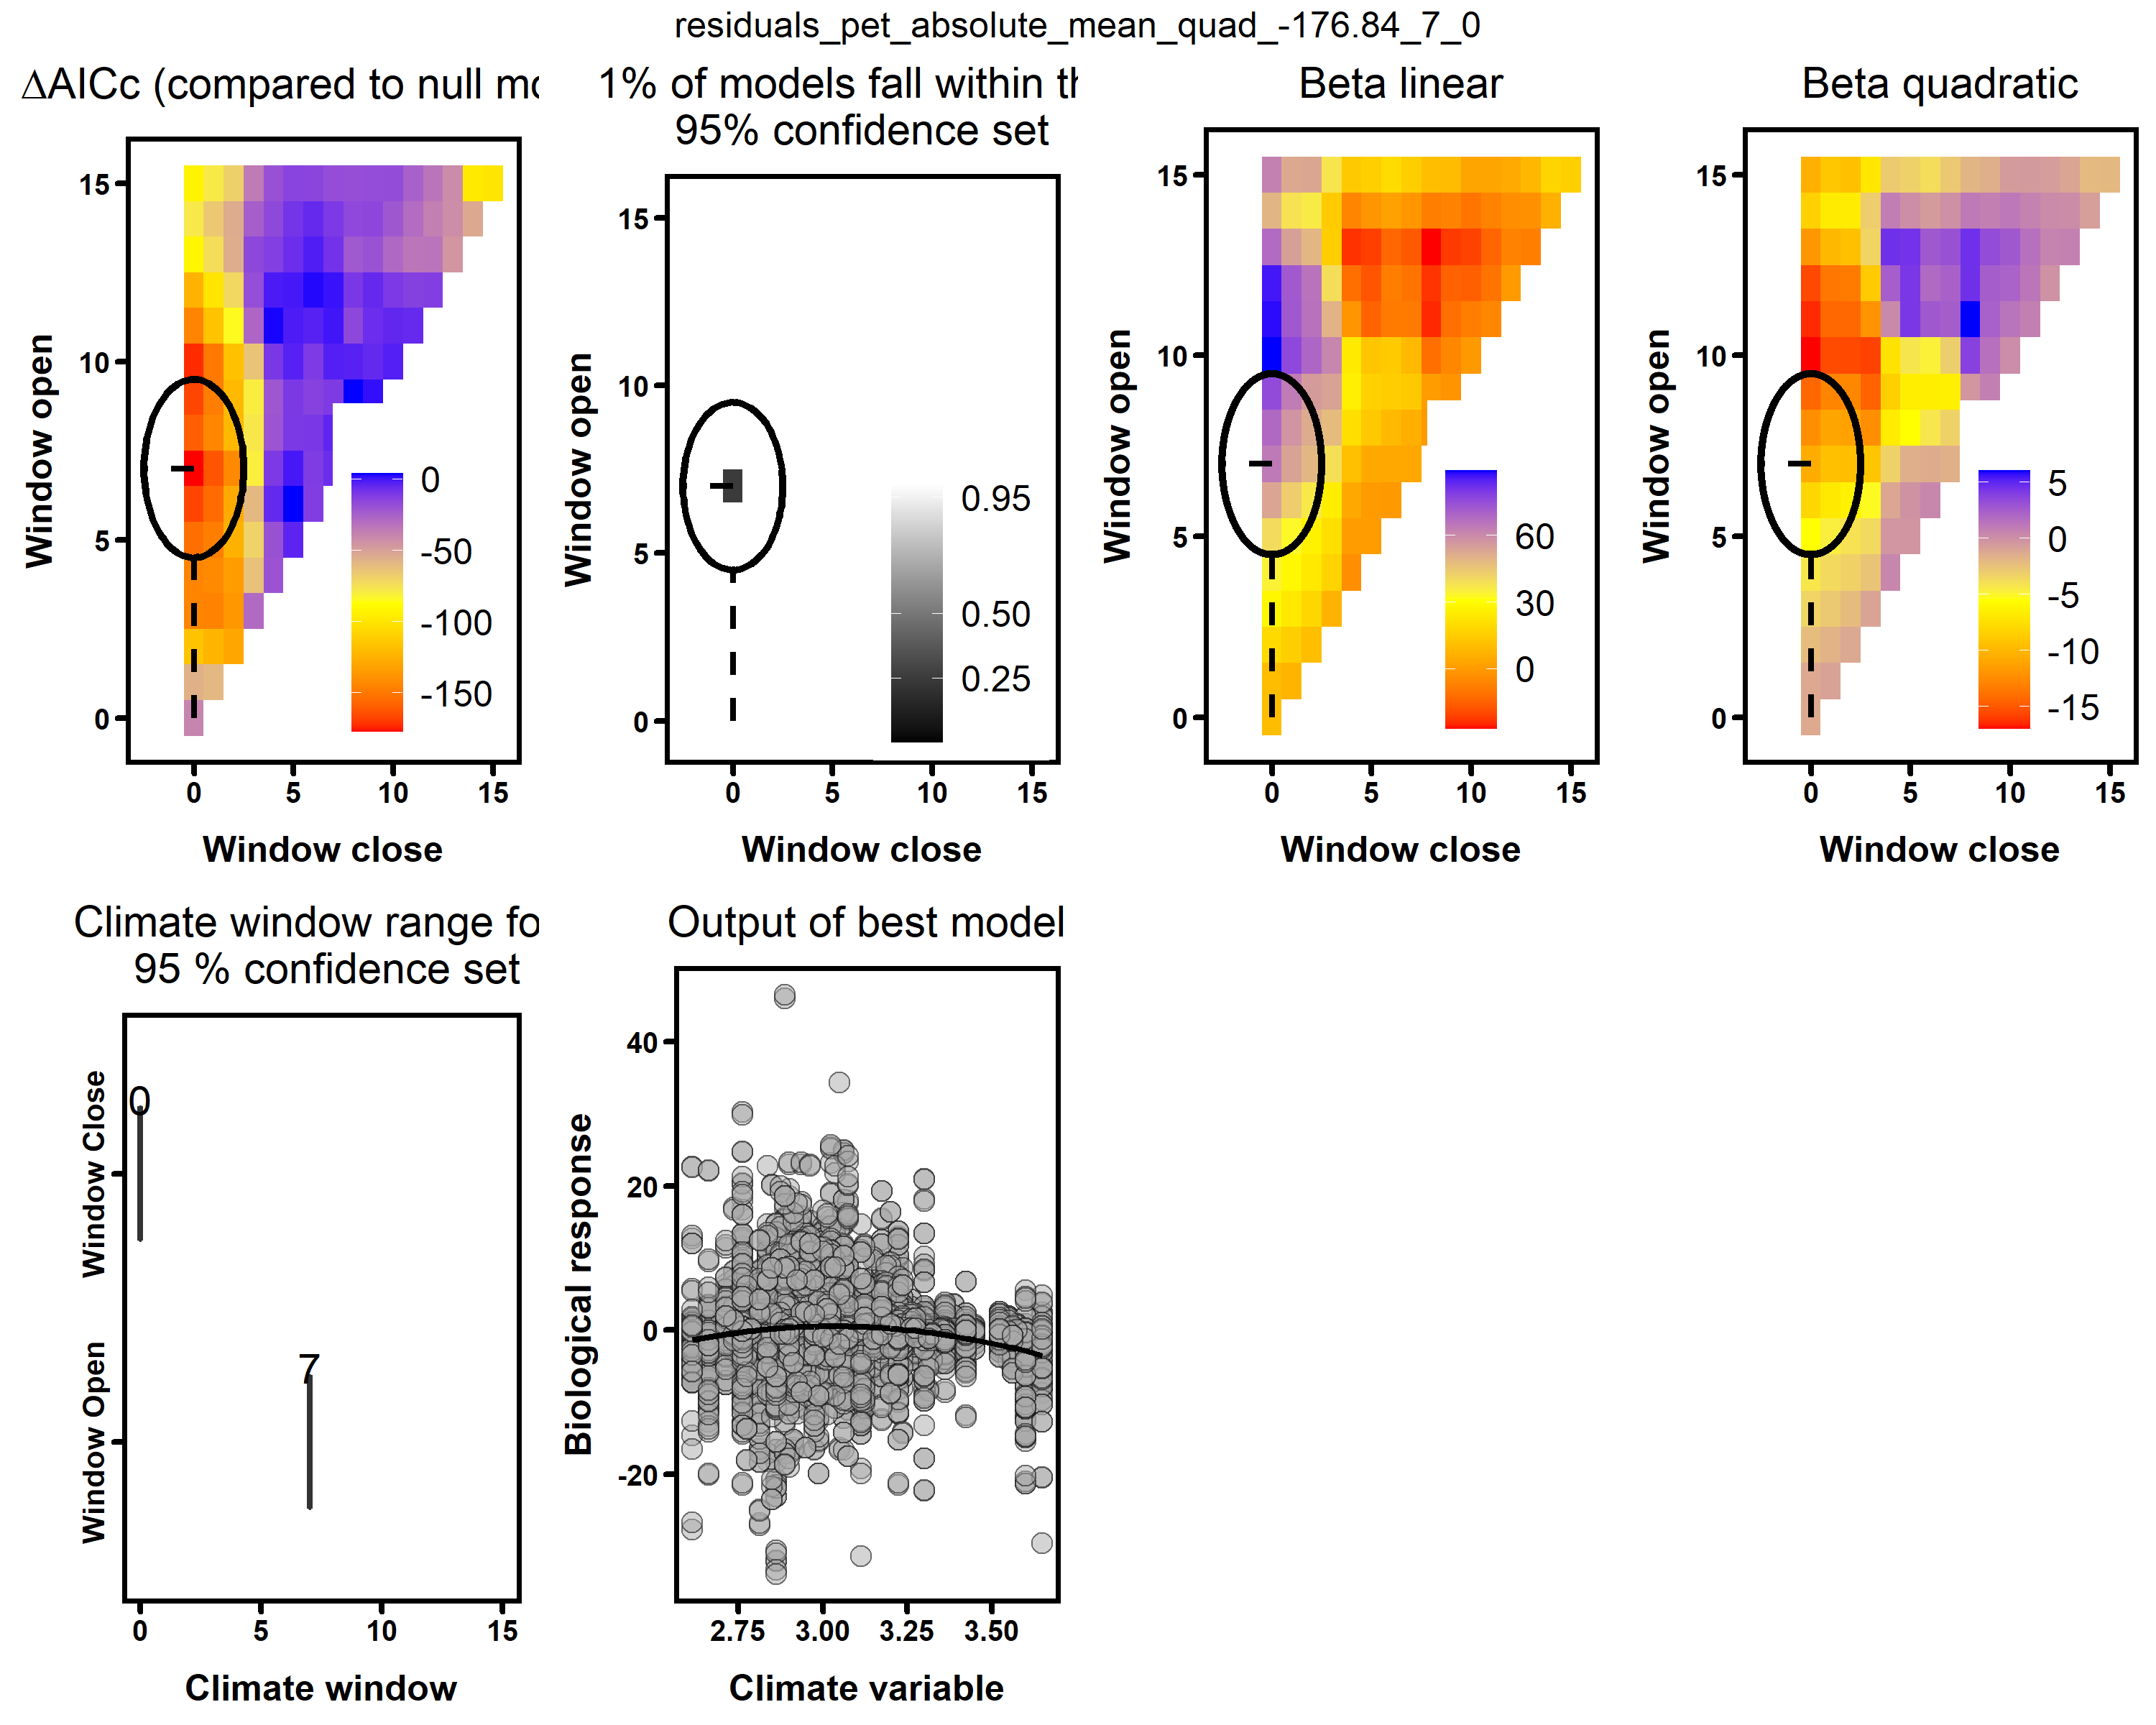 residuals_pet_absolute_mean_quad_-176.84_7_0
ΔAICc (compared to null mo
1% of models fall within th
95% confidence set
Beta linear
Beta quadratic
Window open
15
10
5
0
0
-50
-100
-150
0
5
10
15
Window close
Window open
15
10
5
0
0.95
0.50
0.25
0
5
10
15
Window close
Window open
15
10
5
0
60
30
0
0
5
10
15
Window close
Window open
15
10
5
0
5
0
-5
-10
-15
0
5
10
15
Window close
Climate window range fo
95 % confidence set
Window Close
Window Open
0
7
0
5
10
15
Climate window
Output of best model
Biological response
40
20
0
-20
2.75
3.00
3.25
3.50
Climate variable